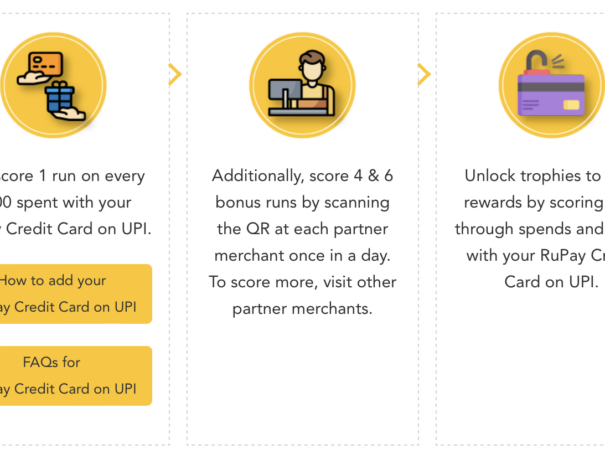 core 1 run on every
00 spent with your
Credit Card on UPI.
How to add your
ay Credit Card on UPI
FAQs for
ay Credit Card on UPI
Additionally, score 4 & 6
bonus runs by scanning
the QR at each partner
merchant once in a day.
To score more, visit other
partner merchants.
Unlock trophies to
rewards by scoring
through spends and
with your RuPay Cr
Card on UPI.